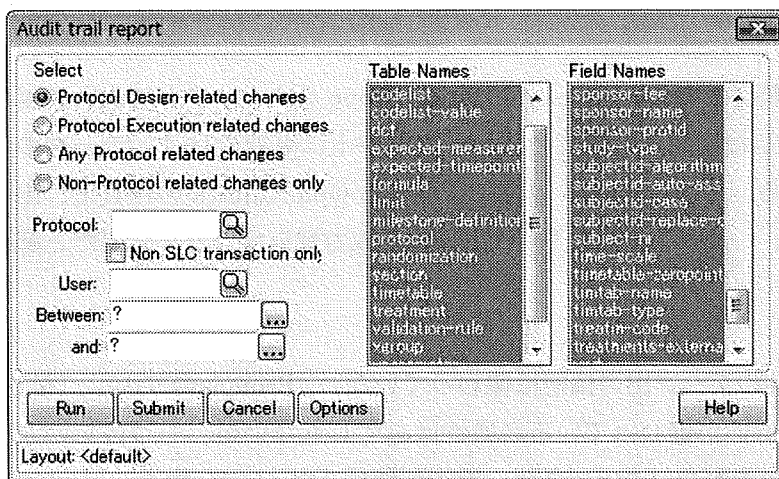 Audit trail report
Select
Protocol Design related changes
Protocol Execution related changes
Any Protocol related changes
Non-Protocol related changes only
Protocol:
Non SLC transaction only
User:
Between: ?
and: ?
Table Names
codelist
codelist-value
dct
expected-measurer
expected-timepoint
formula
limit
milestone-definition
protocol
randomization
section
timetable
treatment
validation-rule
vgroup
Field Names
sponsor-fee
sponsor-name
sponsor-protid
study-type
subjectid-algorithm
subjectid-auto-ass
subjectid-case
subjectid-replace-
subject-nr
time-scale
timetable-zeropoint
timtab-name
timtab-type
treatm-code
treatments-externa
Run Submit Cancel Options Help
Layout: <default>